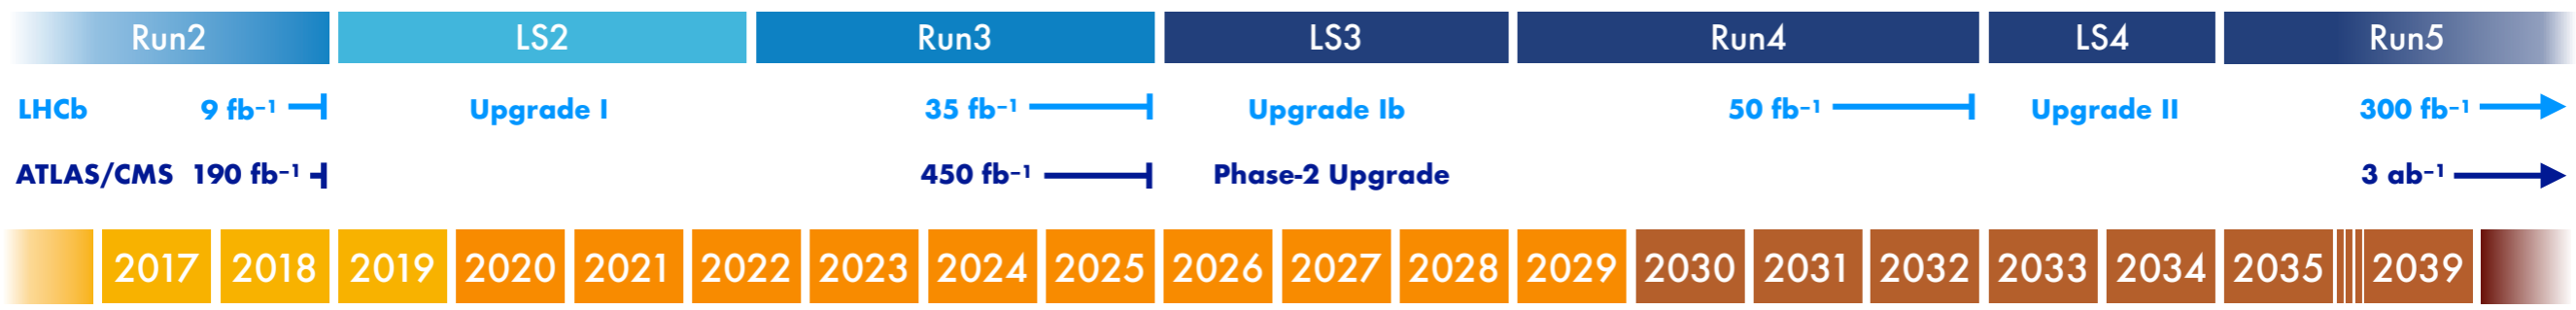 Run2 LS2 Run3 LS3 Run4 LS4 Run5
LHCb 9 fb⁻¹ Upgrade I 35 fb⁻¹ Upgrade Ib 50 fb⁻¹ Upgrade II 300 fb⁻¹
ATLAS/CMS 190 fb⁻¹ 450 fb⁻¹ Phase-2 Upgrade 3 ab⁻¹
2017 2018 2019 2020 2021 2022 2023 2024 2025 2026 2027 2028 2029 2030 2031 2032 2033 2034 2035 2039